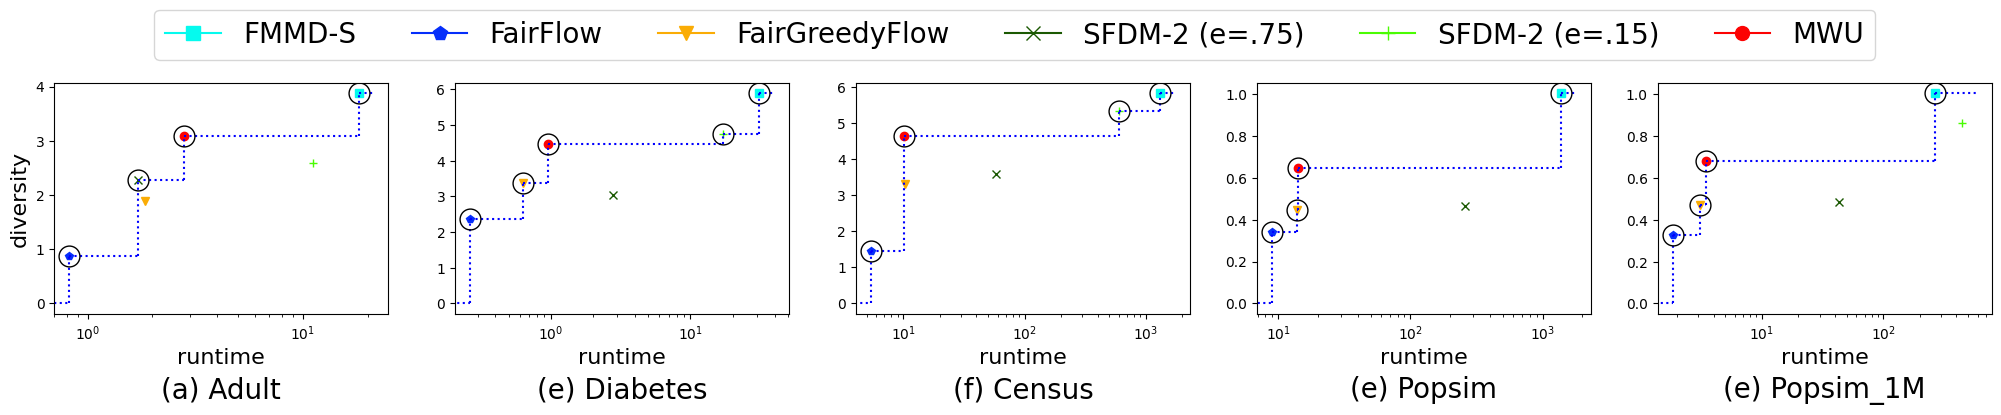 FMMD-S FairFlow FairGreedyFlow SFDM-2 (e=.75) SFDM-2 (e=.15) MWU
diversity
4
3
2
1
0
10^0 10^1
runtime
(a) Adult
6
5
4
3
2
1
0
10^0 10^1
runtime
(e) Diabetes
6
5
4
3
2
1
0
10^1 10^2 10^3
runtime
(f) Census
1.0
0.8
0.6
0.4
0.2
0.0
10^1 10^2 10^3
runtime
(e) Popsim
1.0
0.8
0.6
0.4
0.2
0.0
10^1 10^2
runtime
(e) Popsim_1M